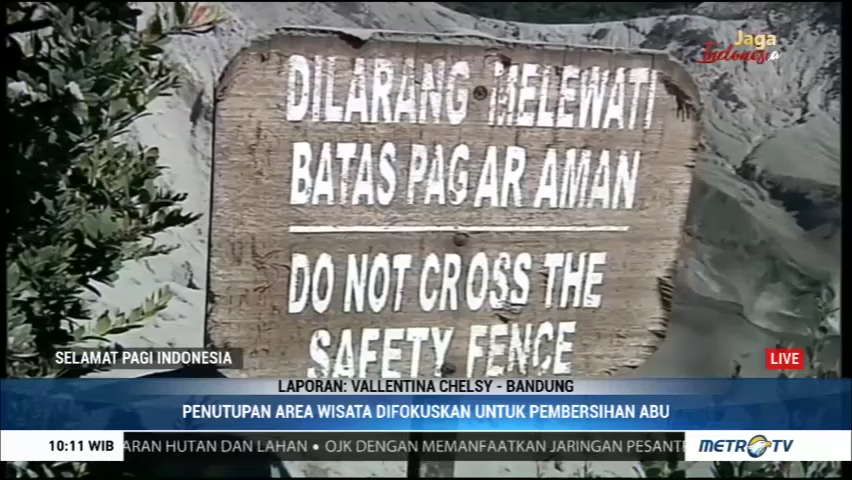 Jaga
Indonesia
DILARANG MELEWATI
BATAS PAGAR AMAN
DO NOT CROSS THE
SAFETY FENCE
SELAMAT PAGI INDONESIA
LIVE
LAPORAN: VALLENTINA CHELSY - BANDUNG
PENUTUPAN AREA WISATA DIFOKUSKAN UNTUK PEMBERSIHAN ABU
10:11 WIB
ARAN HUTAN DAN LAHAN • OJK DENGAN MEMANFAATKAN JARINGAN PESANTR
METRO TV